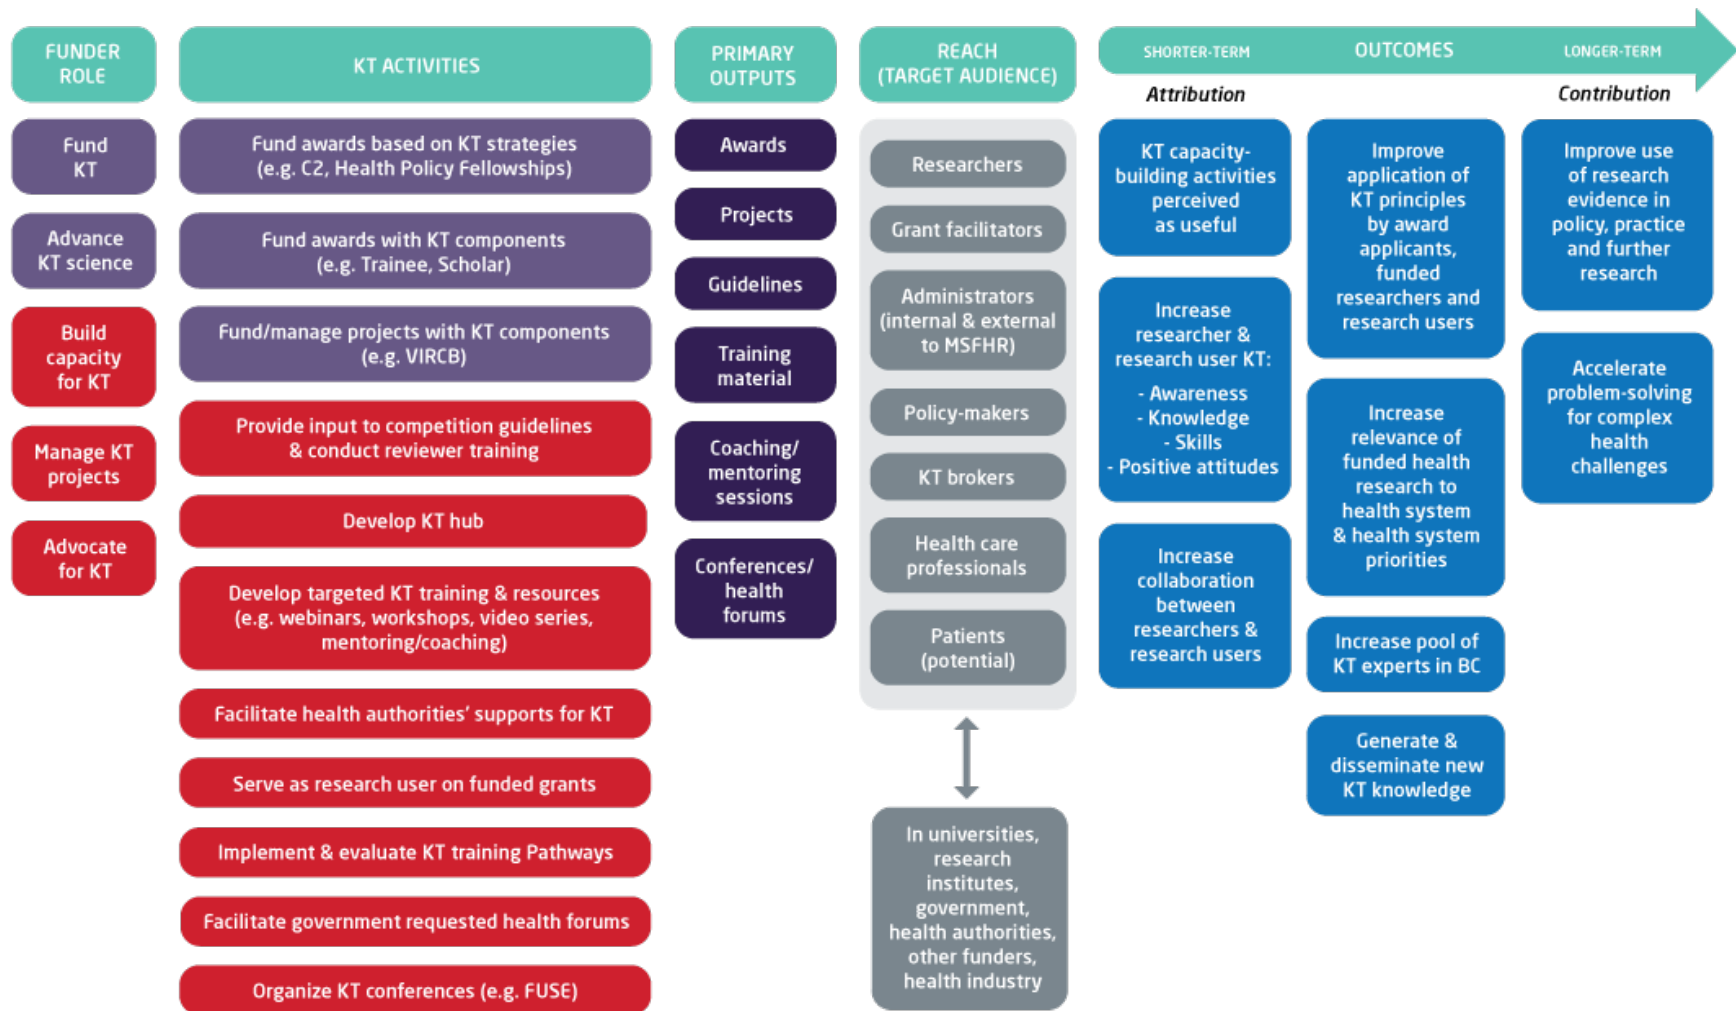 FUNDER
ROLE
Fund
KT
Advance
KT science
Build
capacity
for KT
Manage KT
projects
Advocate
for KT
KT ACTIVITIES
Fund awards based on KT strategies
(e.g. C2, Health Policy Fellowships)
Fund awards with KT components
(e.g. Trainee, Scholar)
Fund/manage projects with KT components
(e.g. VIRCB)
Provide input to competition guidelines
& conduct reviewer training
Develop KT hub
Develop targeted KT training & resources
(e.g. webinars, workshops, video series,
mentoring/coaching)
Facilitate health authorities' supports for KT
Serve as research user on funded grants
Implement & evaluate KT training Pathways
Facilitate government requested health forums
Organize KT conferences (e.g. FUSE)
PRIMARY
OUTPUTS
Awards
Projects
Guidelines
Training
material
Coaching/
mentoring
sessions
Conferences/
health
forums
REACH
(TARGET AUDIENCE)
Researchers
Grant facilitators
Administrators
(internal & external
to MSFHR)
Policy-makers
KT brokers
Health care
professionals
Patients
(potential)
In universities,
research
institutes,
government,
health authorities,
other funders,
health industry
SHORTER-TERM
OUTCOMES
LONGER-TERM
Attribution
Contribution
KT capacity-
building activities
perceived
as useful
Increase
researcher &
research user KT:
- Awareness
- Knowledge
- Skills
- Positive attitudes
Increase
collaboration
between
researchers &
research users
Improve
application of
KT principles
by award
applicants,
funded
researchers and
research users
Increase
relevance of
funded health
research to
health system
& health system
priorities
Increase pool of
KT experts in BC
Generate &
disseminate new
KT knowledge
Improve use
of research
evidence in
policy, practice
and further
research
Accelerate
problem-solving
for complex
health
challenges